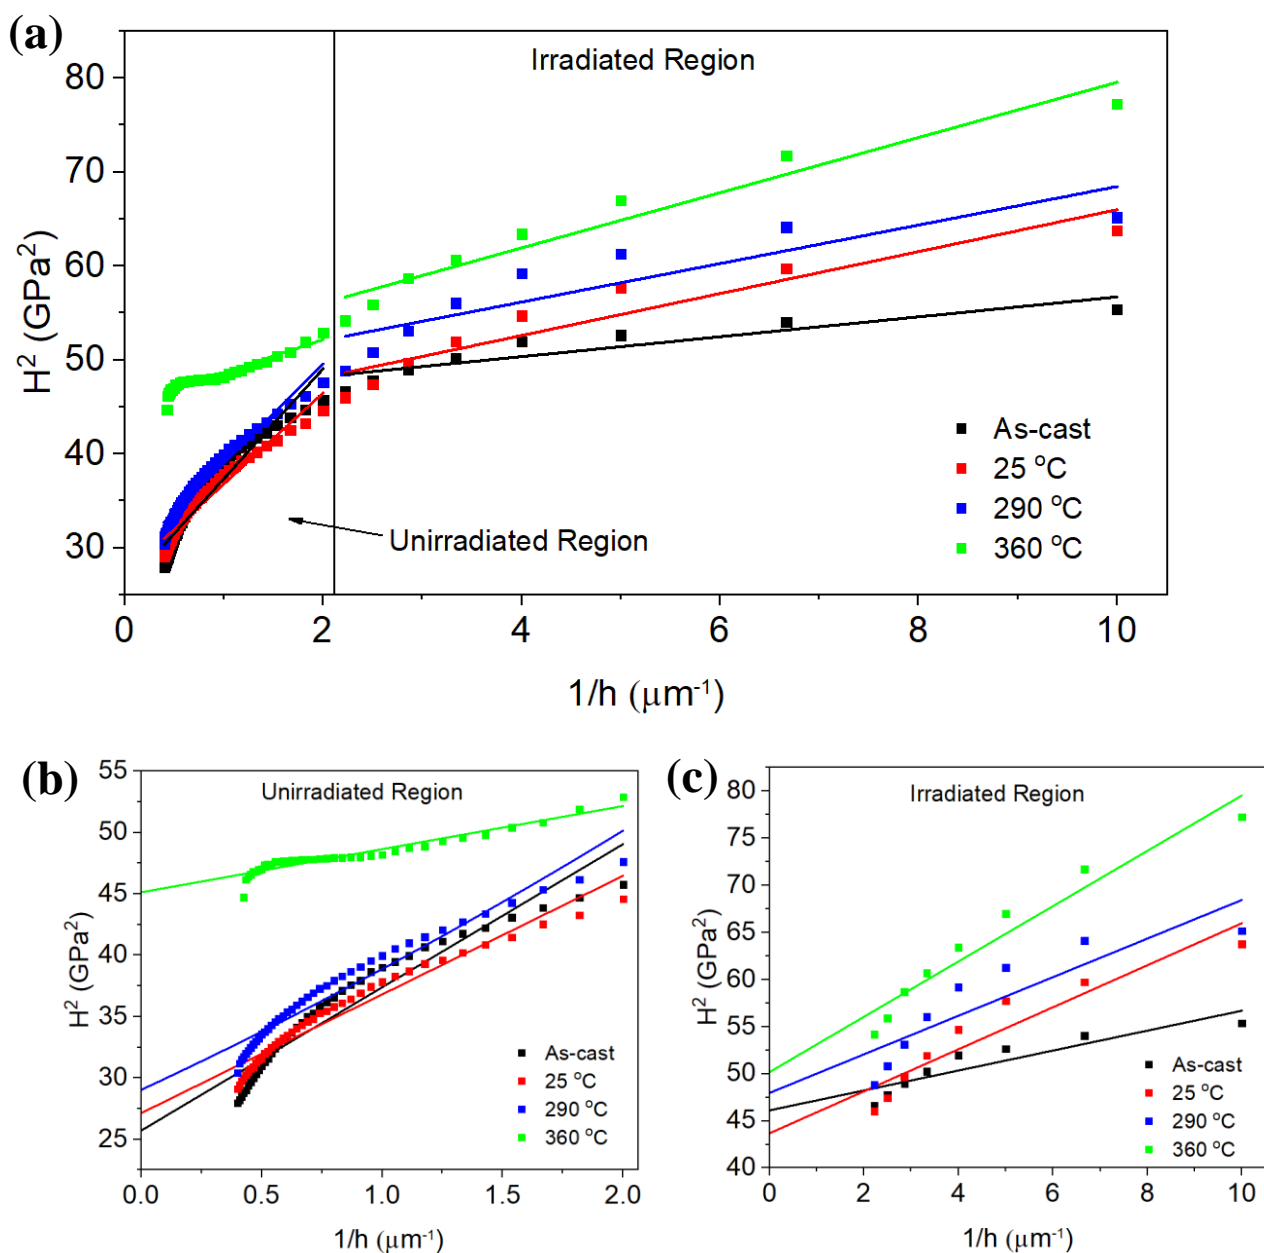 (a)
Irradiated Region
80
70
60
50
40
30
H² (GPa²)
As-cast
25 °C
290 °C
360 °C
Unirradiated Region
0 2 4 6 8 10
1/h (μm⁻¹)
(b)
Unirradiated Region
55
50
45
40
35
30
25
H² (GPa²)
As-cast
25 °C
290 °C
360 °C
0.0 0.5 1.0 1.5 2.0
1/h (μm⁻¹)
(c)
Irradiated Region
80
75
70
65
60
55
50
45
40
H² (GPa²)
As-cast
25 °C
290 °C
360 °C
0 2 4 6 8 10
1/h (μm⁻¹)